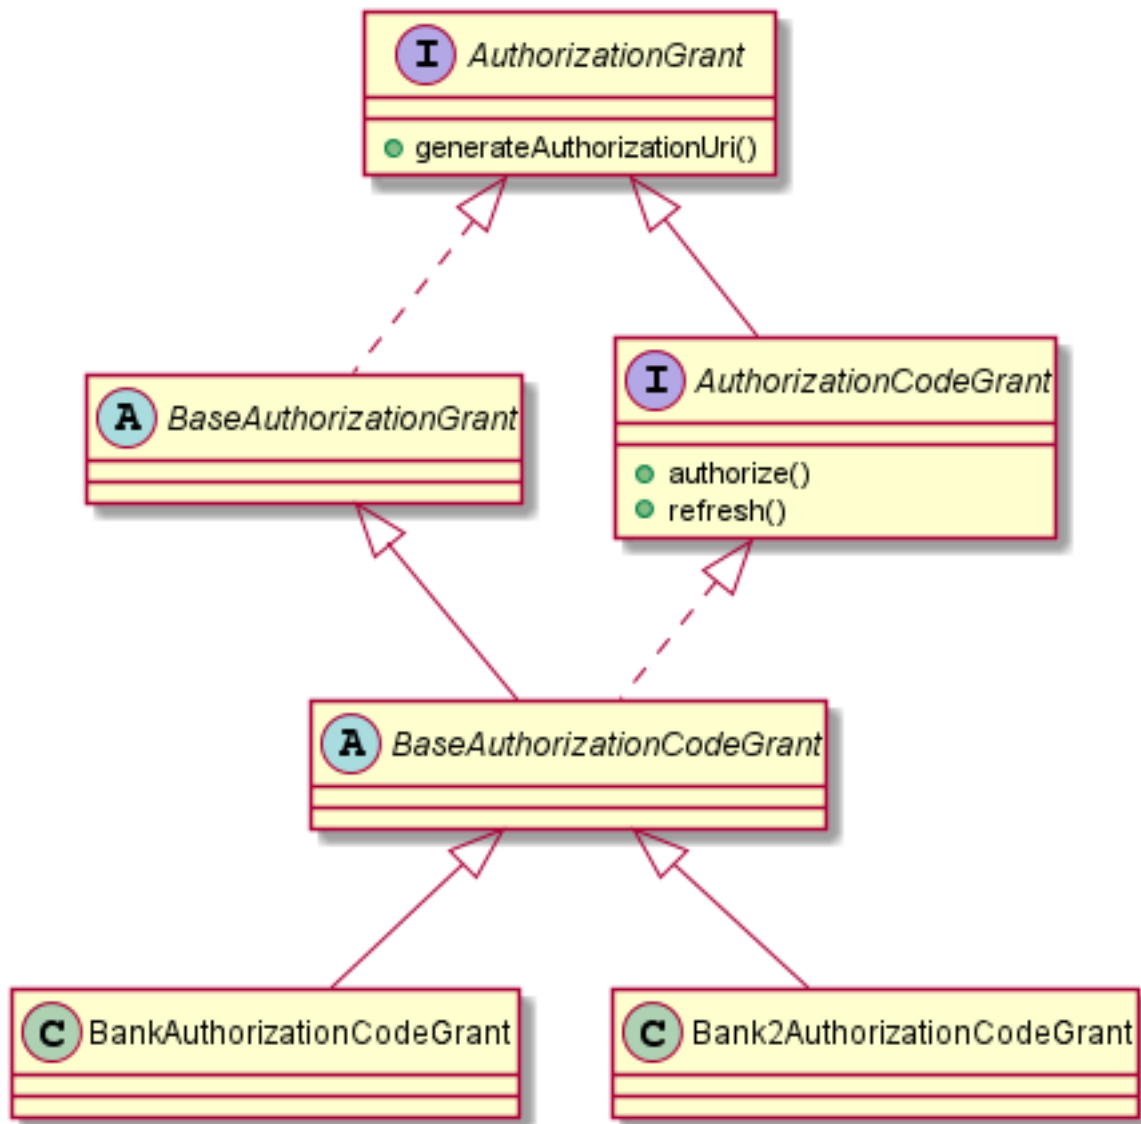 I AuthorizationGrant
generateAuthorizationUri()
A BaseAuthorizationGrant
I AuthorizationCodeGrant
authorize()
refresh()
A BaseAuthorizationCodeGrant
C BankAuthorizationCodeGrant
C Bank2AuthorizationCodeGrant